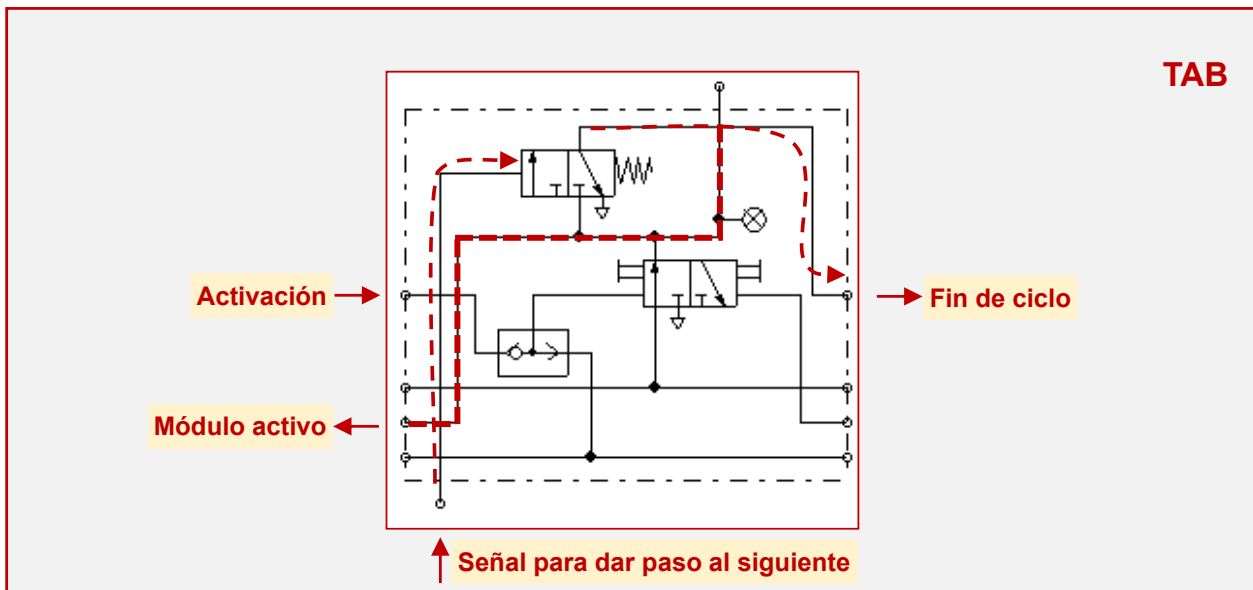 TAB
Activación
Fin de ciclo
Módulo activo
Señal para dar paso al siguiente